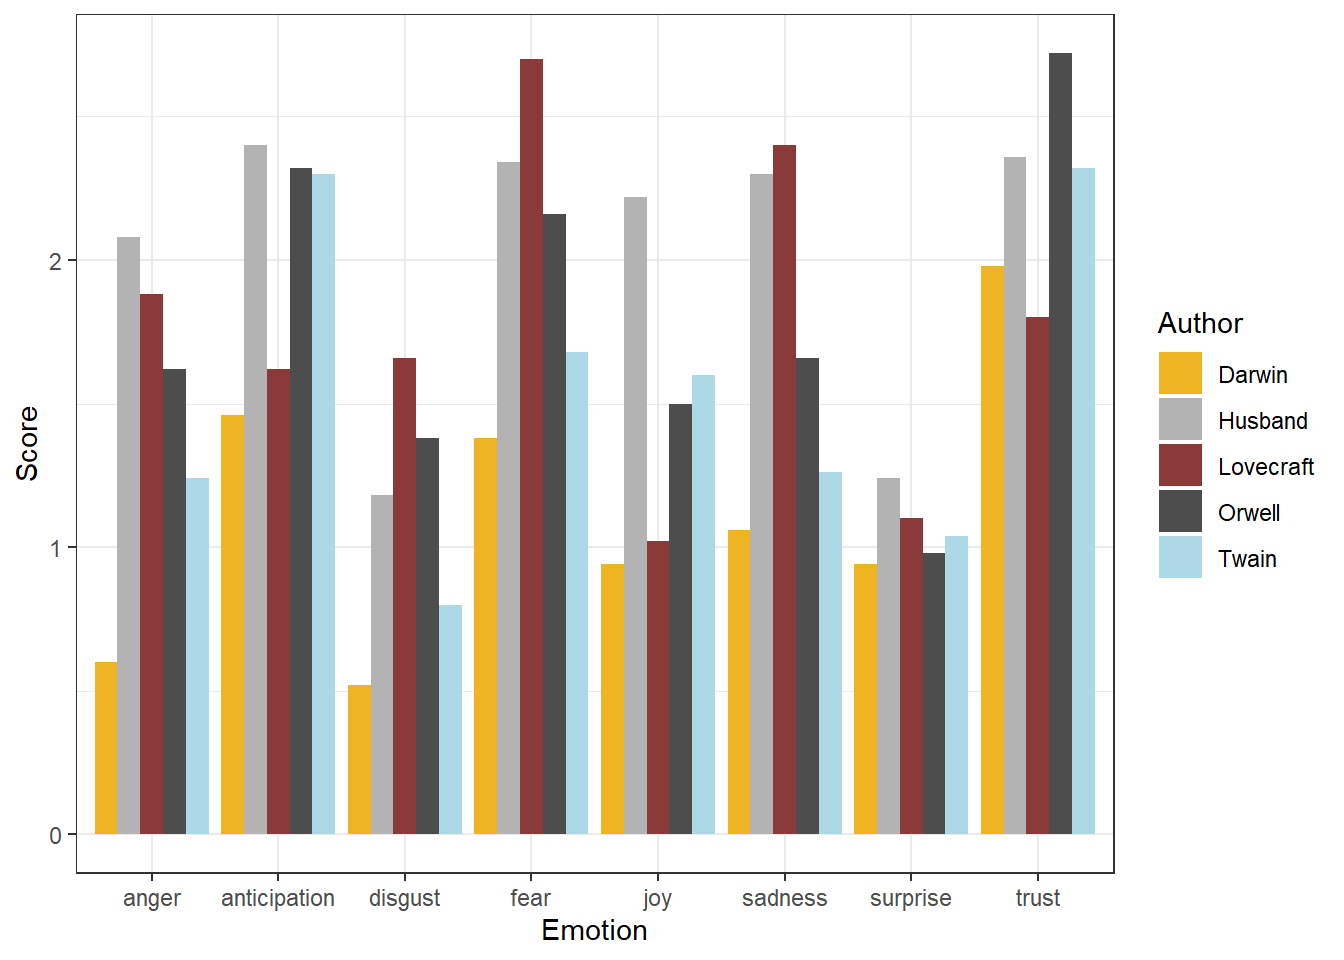 Score
2
1
0
anger anticipation disgust fear joy sadness surprise trust
Emotion
Author
Darwin
Husband
Lovecraft
Orwell
Twain